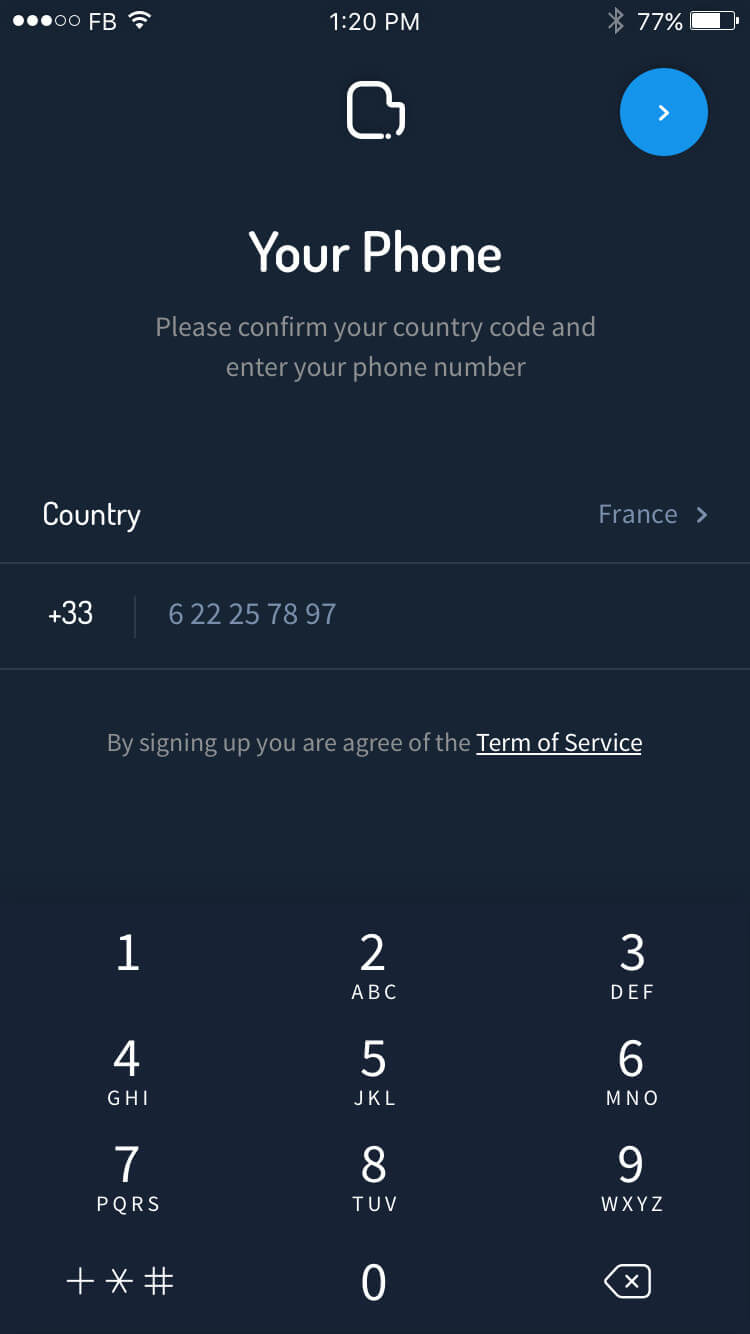 FB 1:20 PM 77%
Your Phone
Please confirm your country code and
enter your phone number
Country France
+33 6 22 25 78 97
By signing up you are agree of the Term of Service
1 2 3
ABC DEF
4 5 6
GHI JKL MNO
7 8 9
PQRS TUV WXYZ
+*# 0